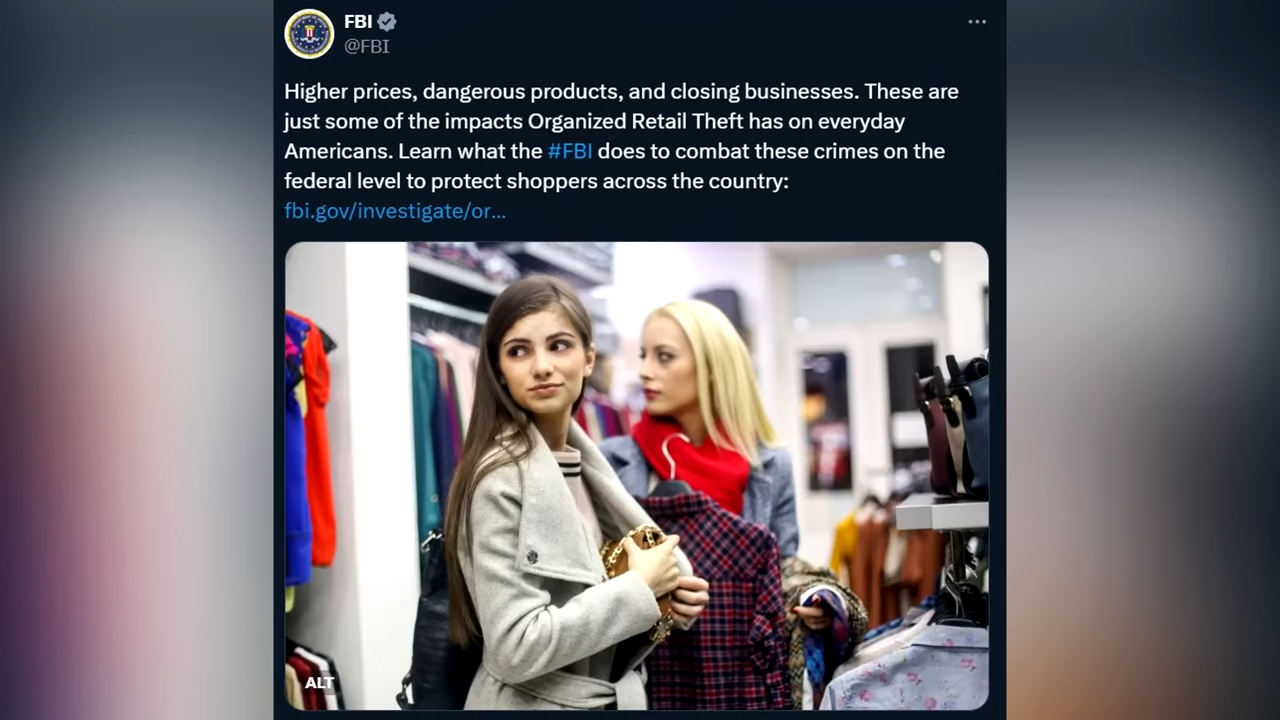 FBI
@FBI
Higher prices, dangerous products, and closing businesses. These are
just some of the impacts Organized Retail Theft has on everyday
Americans. Learn what the #FBI does to combat these crimes on the
federal level to protect shoppers across the country:
fbi.gov/investigate/or...
ALT